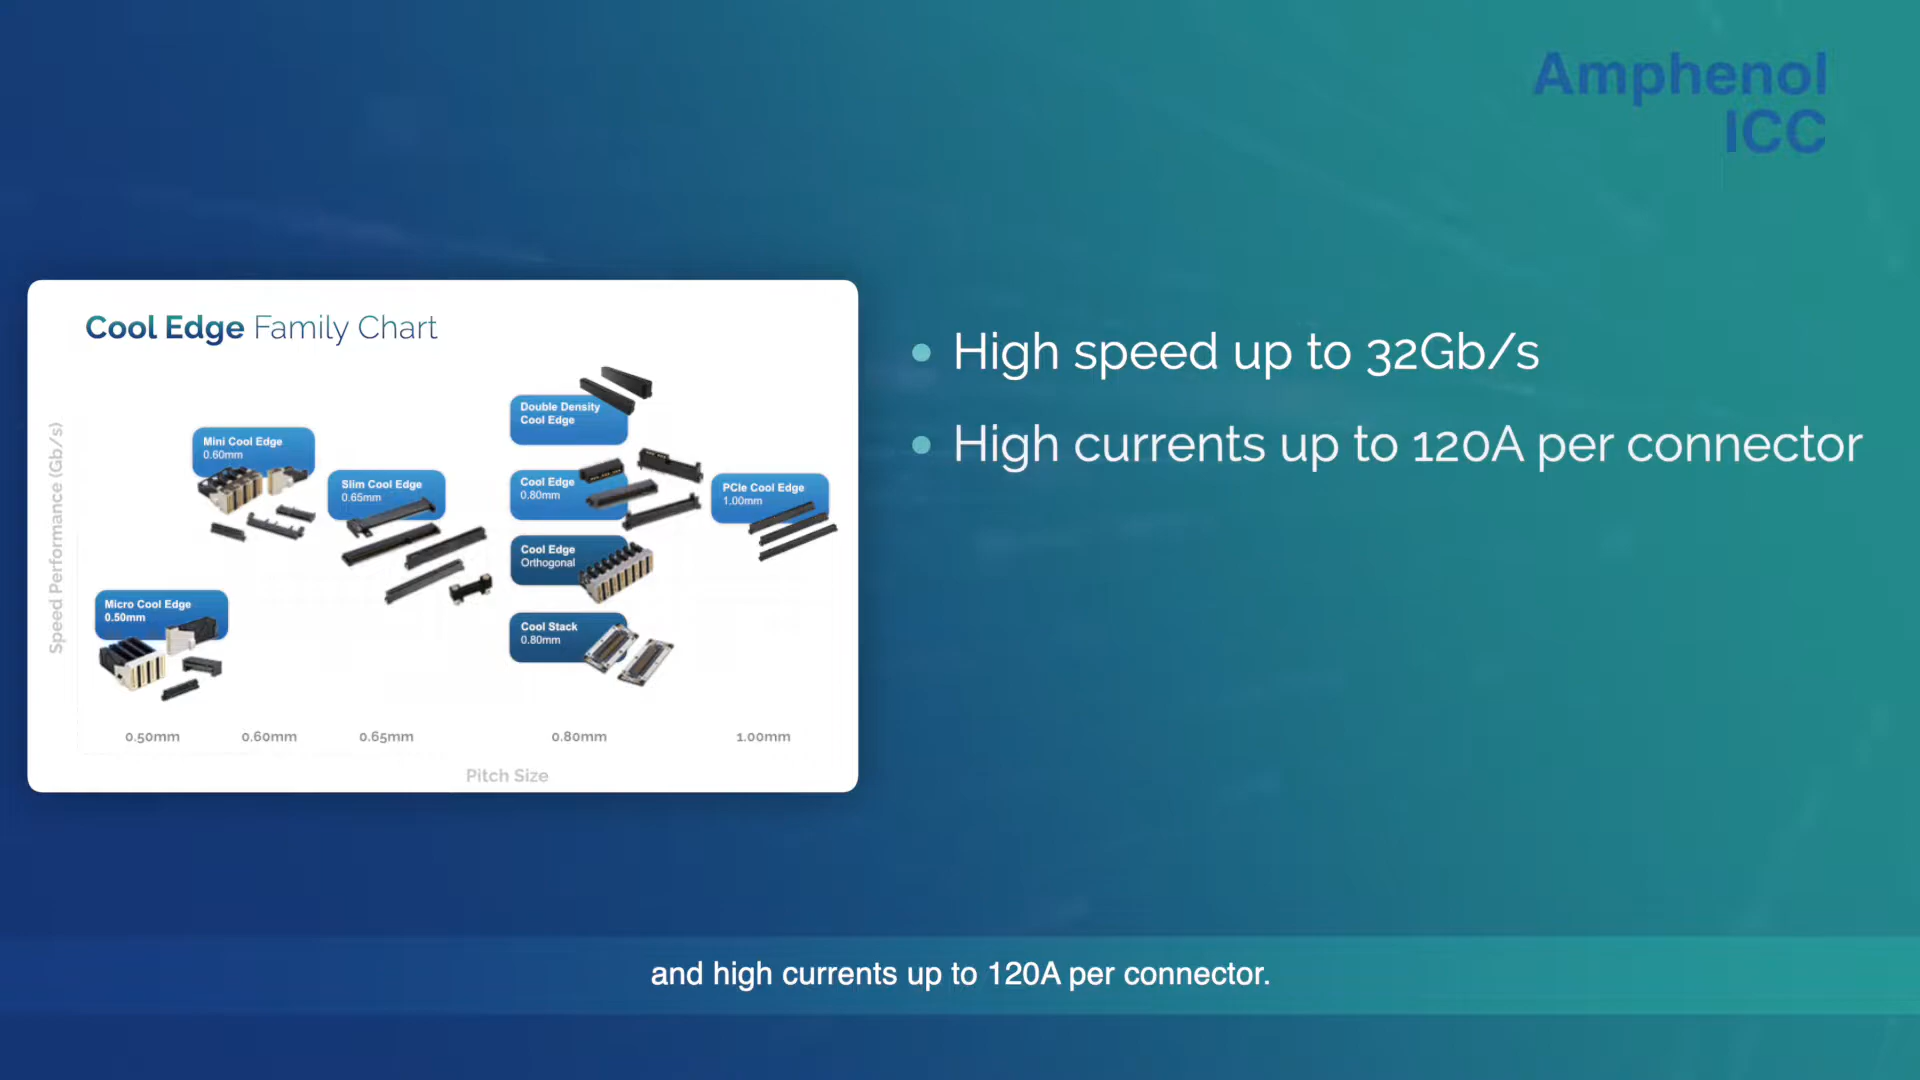 Amphenol
ICC
Cool Edge Family Chart
Speed Performance (Gb/s)
Double Density
Cool Edge
Mini Cool Edge
0.60mm
Slim Cool Edge
0.65mm
Cool Edge
0.80mm
PCIe Cool Edge
1.00mm
Cool Edge
Orthogonal
Micro Cool Edge
0.50mm
Cool Stack
0.80mm
0.50mm 0.60mm 0.65mm 0.80mm 1.00mm
Pitch Size
High speed up to 32Gb/s
High currents up to 120A per connector
and high currents up to 120A per connector.